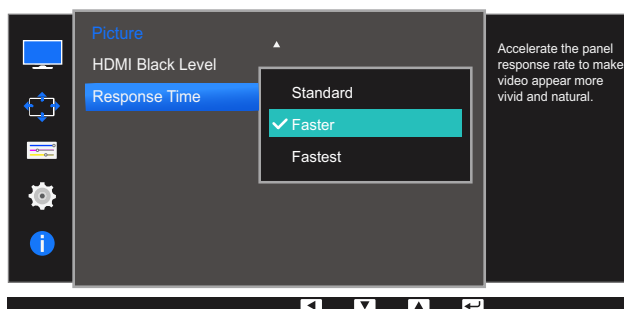 Picture
HDMI Black Level
Response Time
Standard
Faster
Fastest
Accelerate the panel
response rate to make
video appear more
vivid and natural.